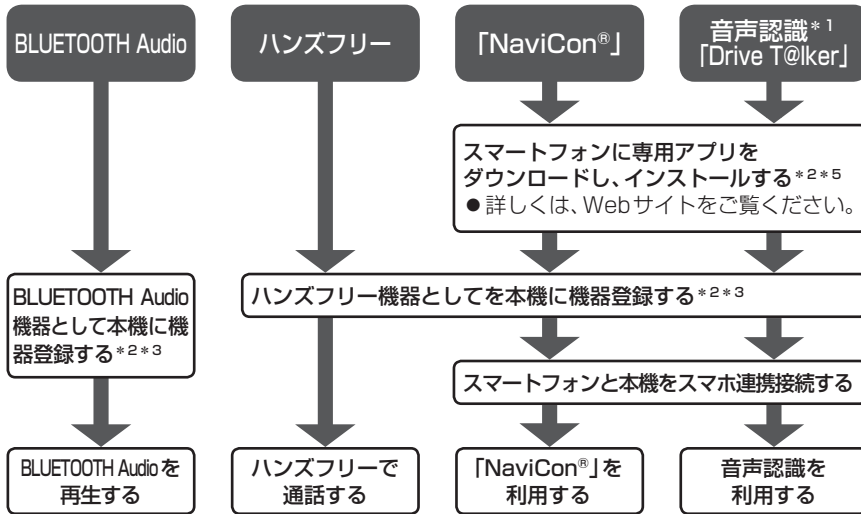 BLUETOOTH Audio
ハンズフリー
「NaviCon®」
音声認識*1
「Drive T@lker」
スマートフォンに専用アプリを
ダウンロードし、インストールする*2*5
●詳しくは、Webサイトをご覧ください。
BLUETOOTH Audio
機器として本機に機
器登録する*2*3
ハンズフリー機器としてを本機に機器登録する*2*3
スマートフォンと本機をスマホ連携接続する
BLUETOOTH Audioを
再生する
ハンズフリーで
通話する
「NaviCon®」を
利用する
音声認識を
利用する